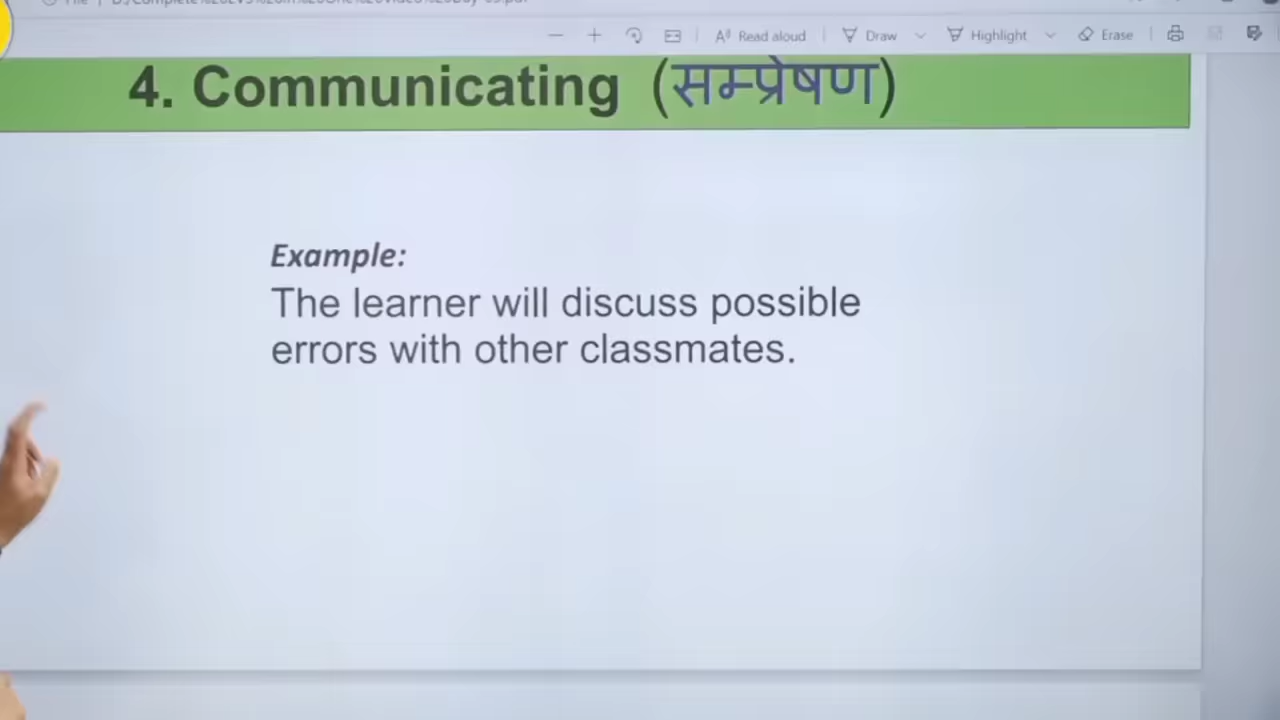 Read aloud
Draw
Highlight
Erase
4. Communicating (सम्प्रेषण)
Example:
The learner will discuss possible
errors with other classmates.